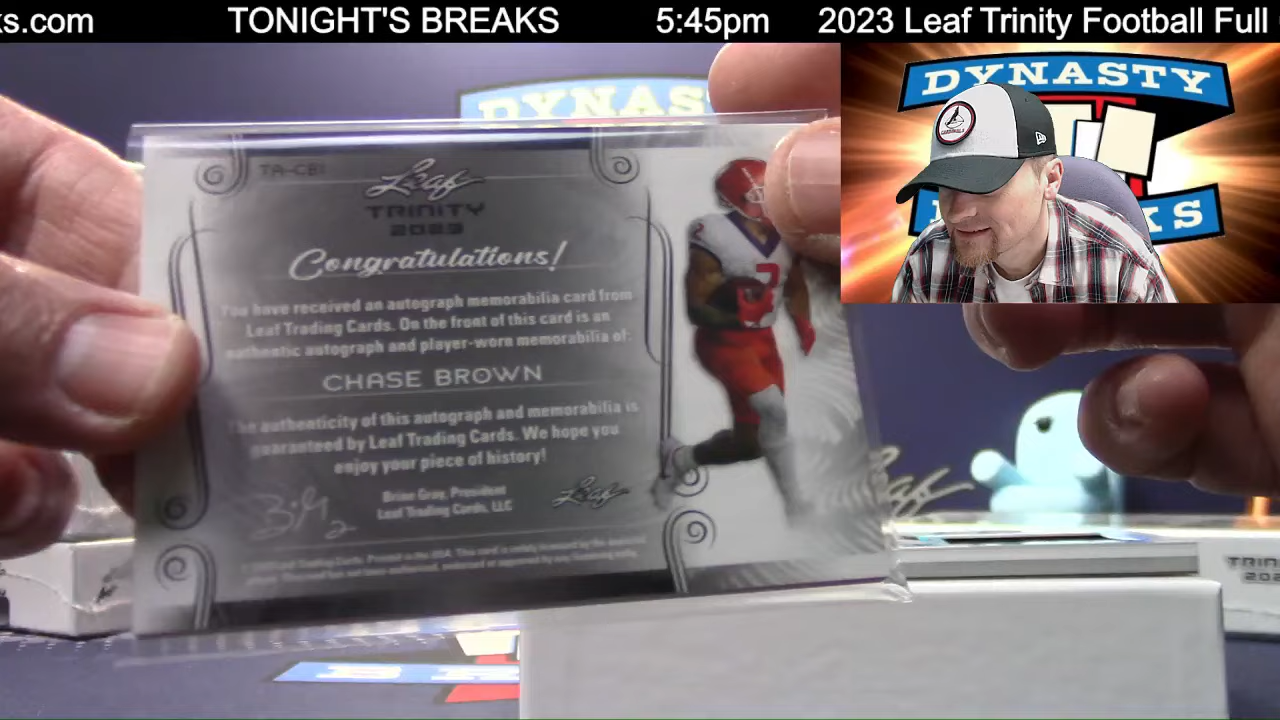 ks.com TONIGHT'S BREAKS 5:45pm 2023 Leaf Trinity Football Full
DYNASTY
DYNAS
KS
CARDINALS
TA-CB1
Leaf
TRINITY
2023
Congratulations!
You have received an autograph memorabilia card from
Leaf Trading Cards. On the front of this card is an
authentic autograph and player-worn memorabilia of:
CHASE BROWN
The authenticity of this autograph and memorabilia is
guaranteed by Leaf Trading Cards. We hope you
enjoy your piece of history!
Brian Gray, President
Leaf Trading Cards, LLC
Leaf
2